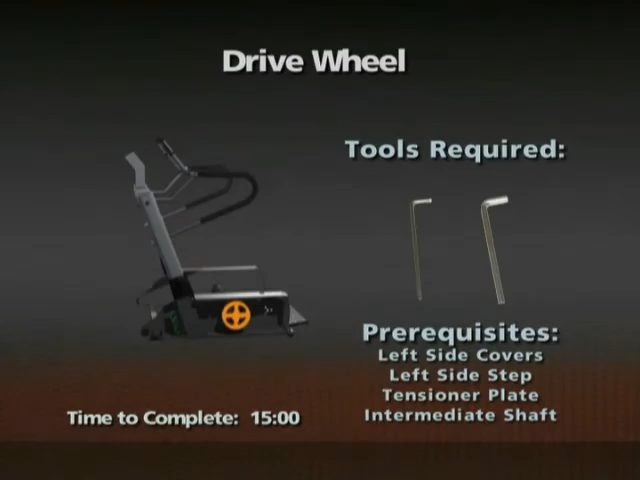 Drive Wheel
Tools Required:
Prerequisites:
Left Side Covers
Left Side Step
Tensioner Plate
Intermediate Shaft
Time to Complete: 15:00